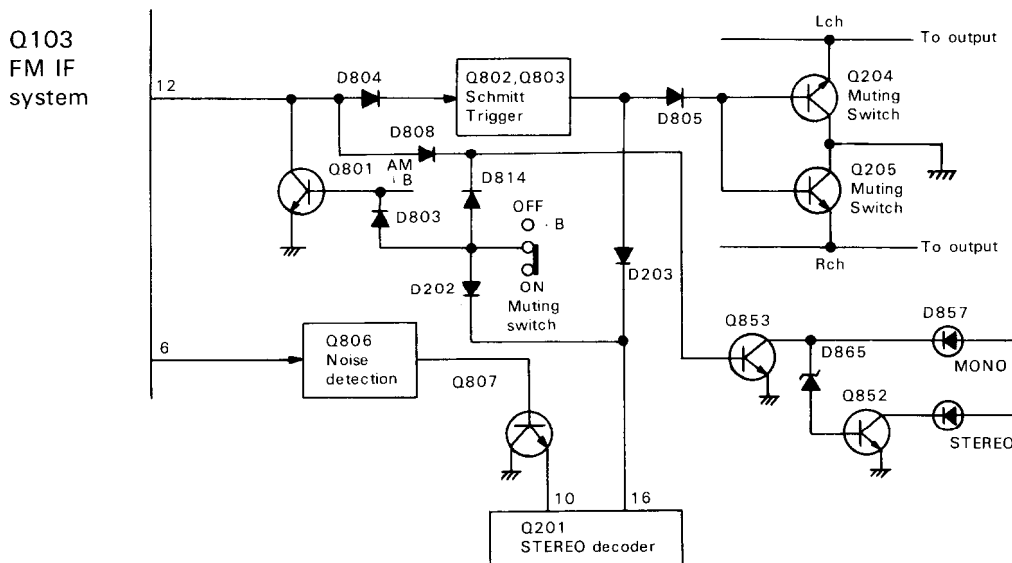 Q103
FM IF
system
12
D804
Q802,Q803
Schmitt
Trigger
D805
Lch
To output
Q204
Muting
Switch
D808
Q801
AM
+B
D803
D814
OFF
· B
ON
Muting
switch
D202
D203
Q205
Muting
Switch
To output
Rch
6
Q806
Noise
detection
Q807
Q853
D865
D857
MONO
Q852
STEREO
10
16
Q201
STEREO decoder